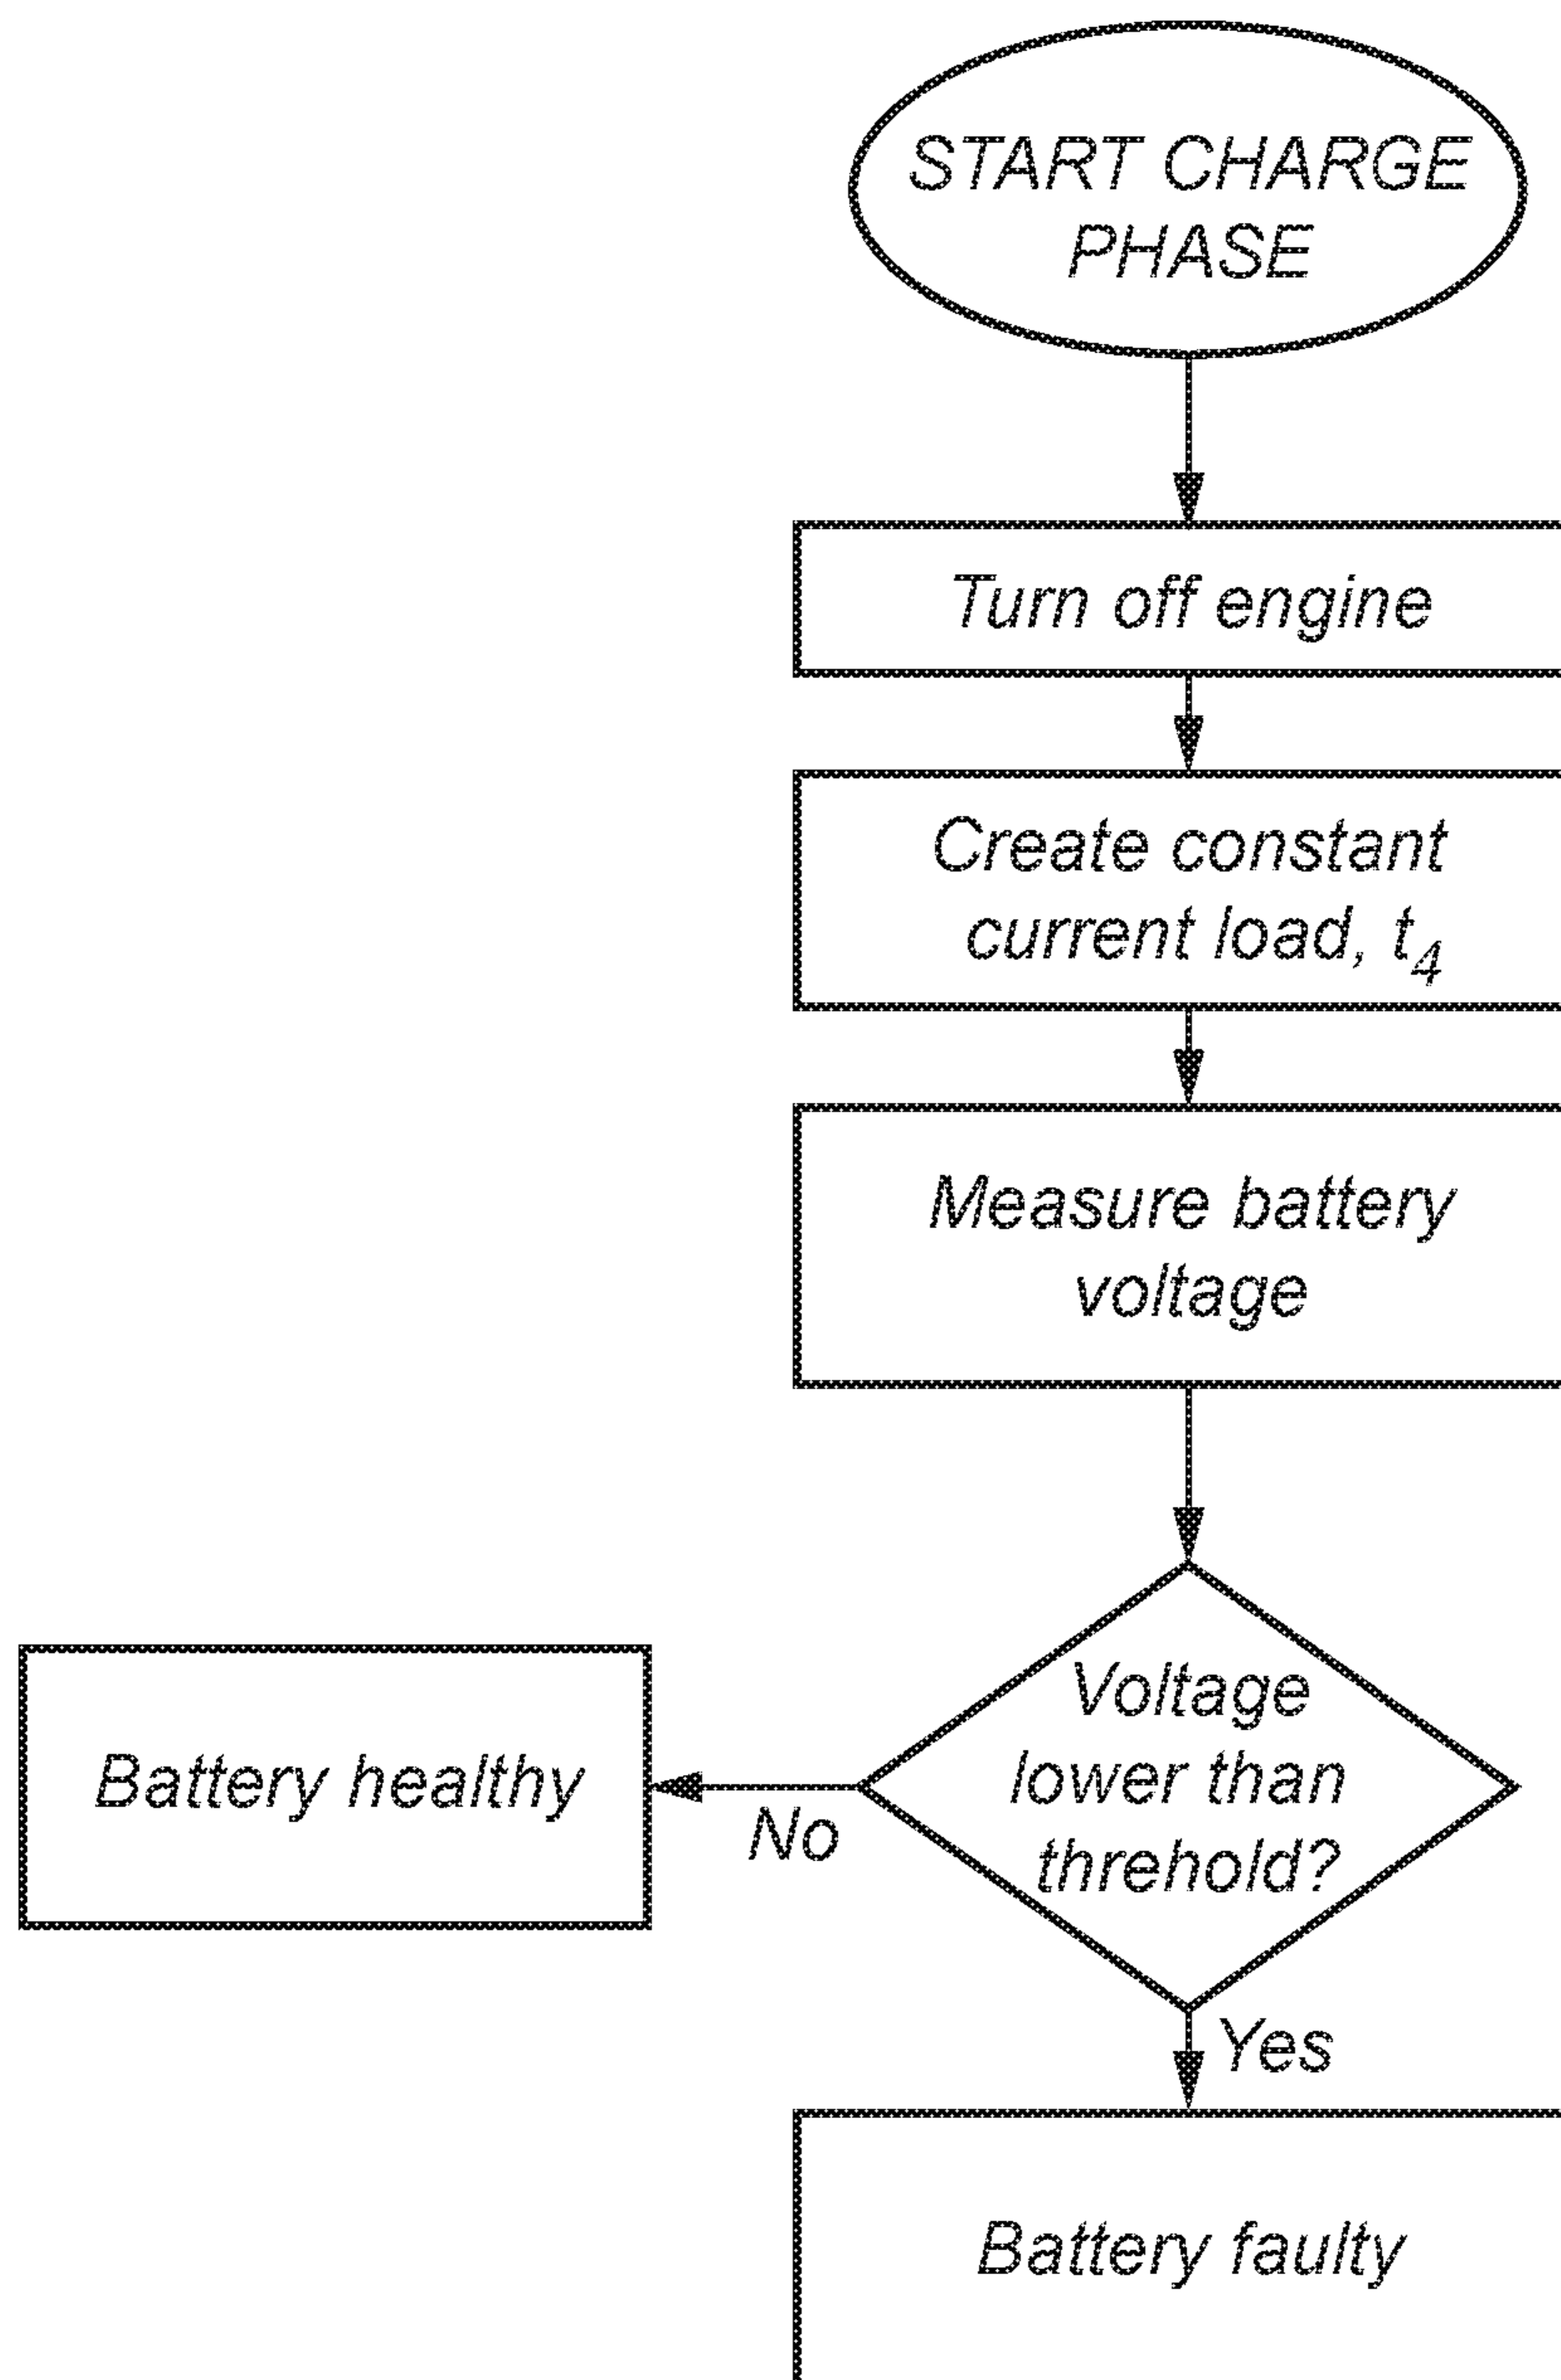 START CHARGE
PHASE
Turn off engine
Create constant
current load, t₄
Measure battery
voltage
Voltage
lower than
threhold?
Battery healthy
No
Yes
Battery faulty